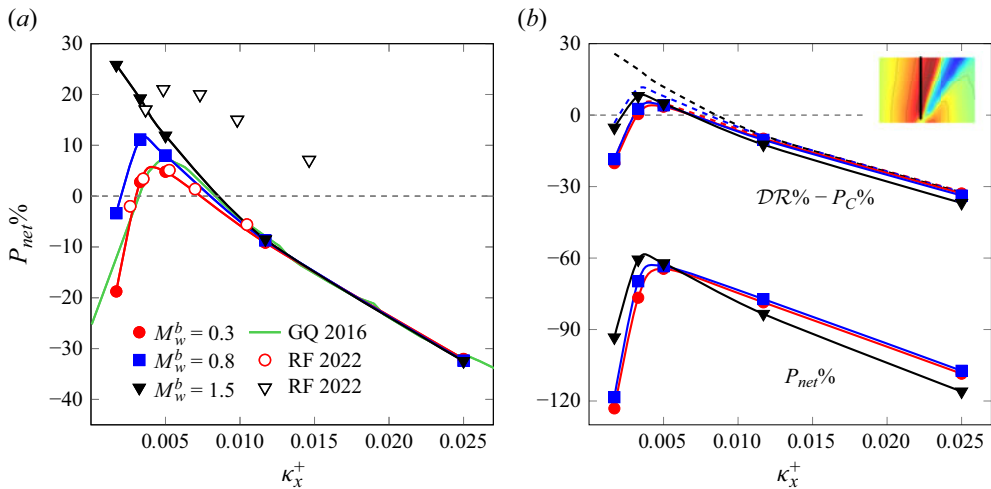 (a)
30
20
10
0
−10
−20
−30
−40
P_net%
M_w^b = 0.3
M_w^b = 0.8
M_w^b = 1.5
GQ 2016
RF 2022
RF 2022
0.005
0.010
0.015
0.020
0.025
κ_x^+
(b)
30
0
−30
−60
−90
−120
DR% − P_C%
P_net%
0.005
0.010
0.015
0.020
0.025
κ_x^+